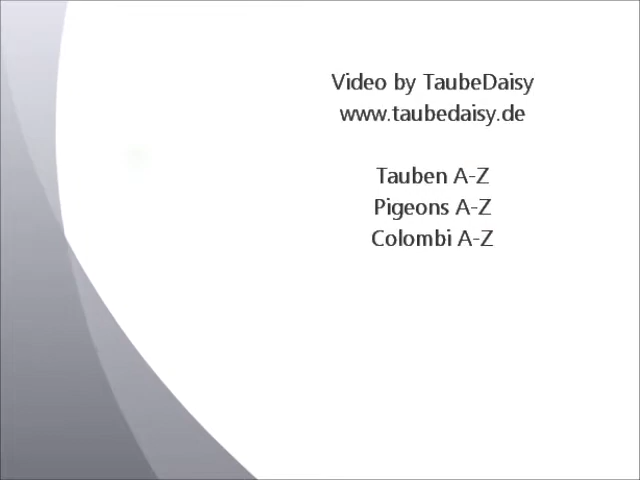 Video by TaubeDaisy
www.taubedaisy.de
Tauben A-Z
Pigeons A-Z
Colombi A-Z